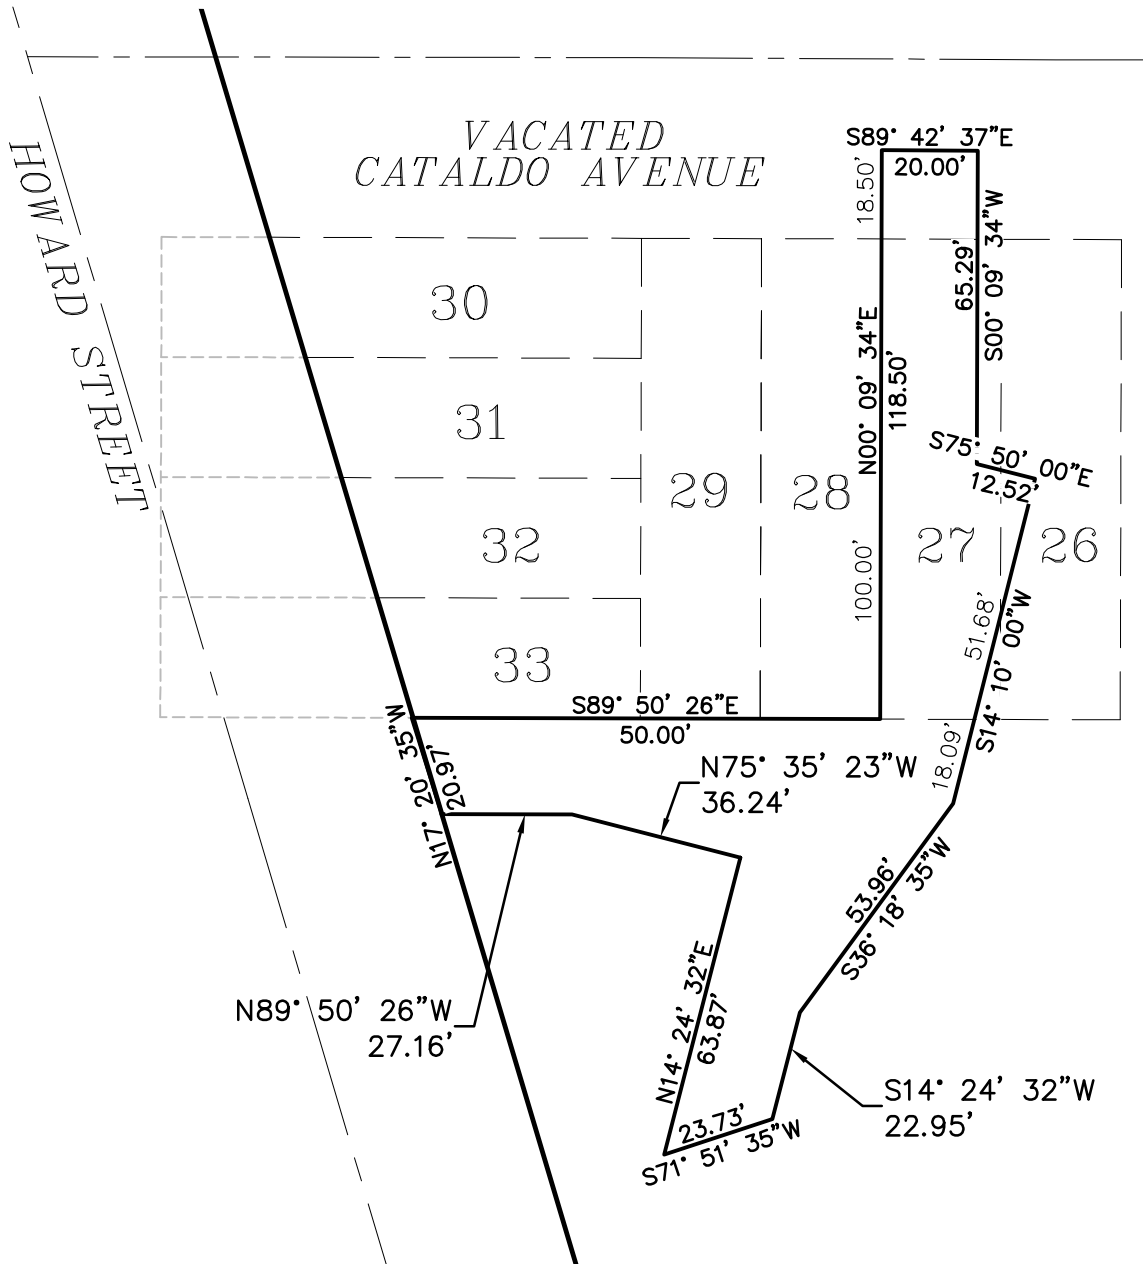 VACATED
CATALDO AVENUE
HOWARD STREET
S89° 42' 37"E
20.00'
18.50'
S00° 09' 34"W
65.29'
N00° 09' 34"E
118.50'
100.00'
S75° 50' 00"E
12.52'
30
31
32
33
29
28
27
26
51.68'
S14° 10' 00"W
18.09'
S89° 50' 26"E
50.00'
N17° 20' 35"W
20.97'
N75° 35' 23"W
36.24'
53.96'
S36° 18' 35"W
N14° 24' 32"E
63.87'
N89° 50' 26"W
27.16'
S14° 24' 32"W
22.95'
23.73'
S71° 51' 35"W